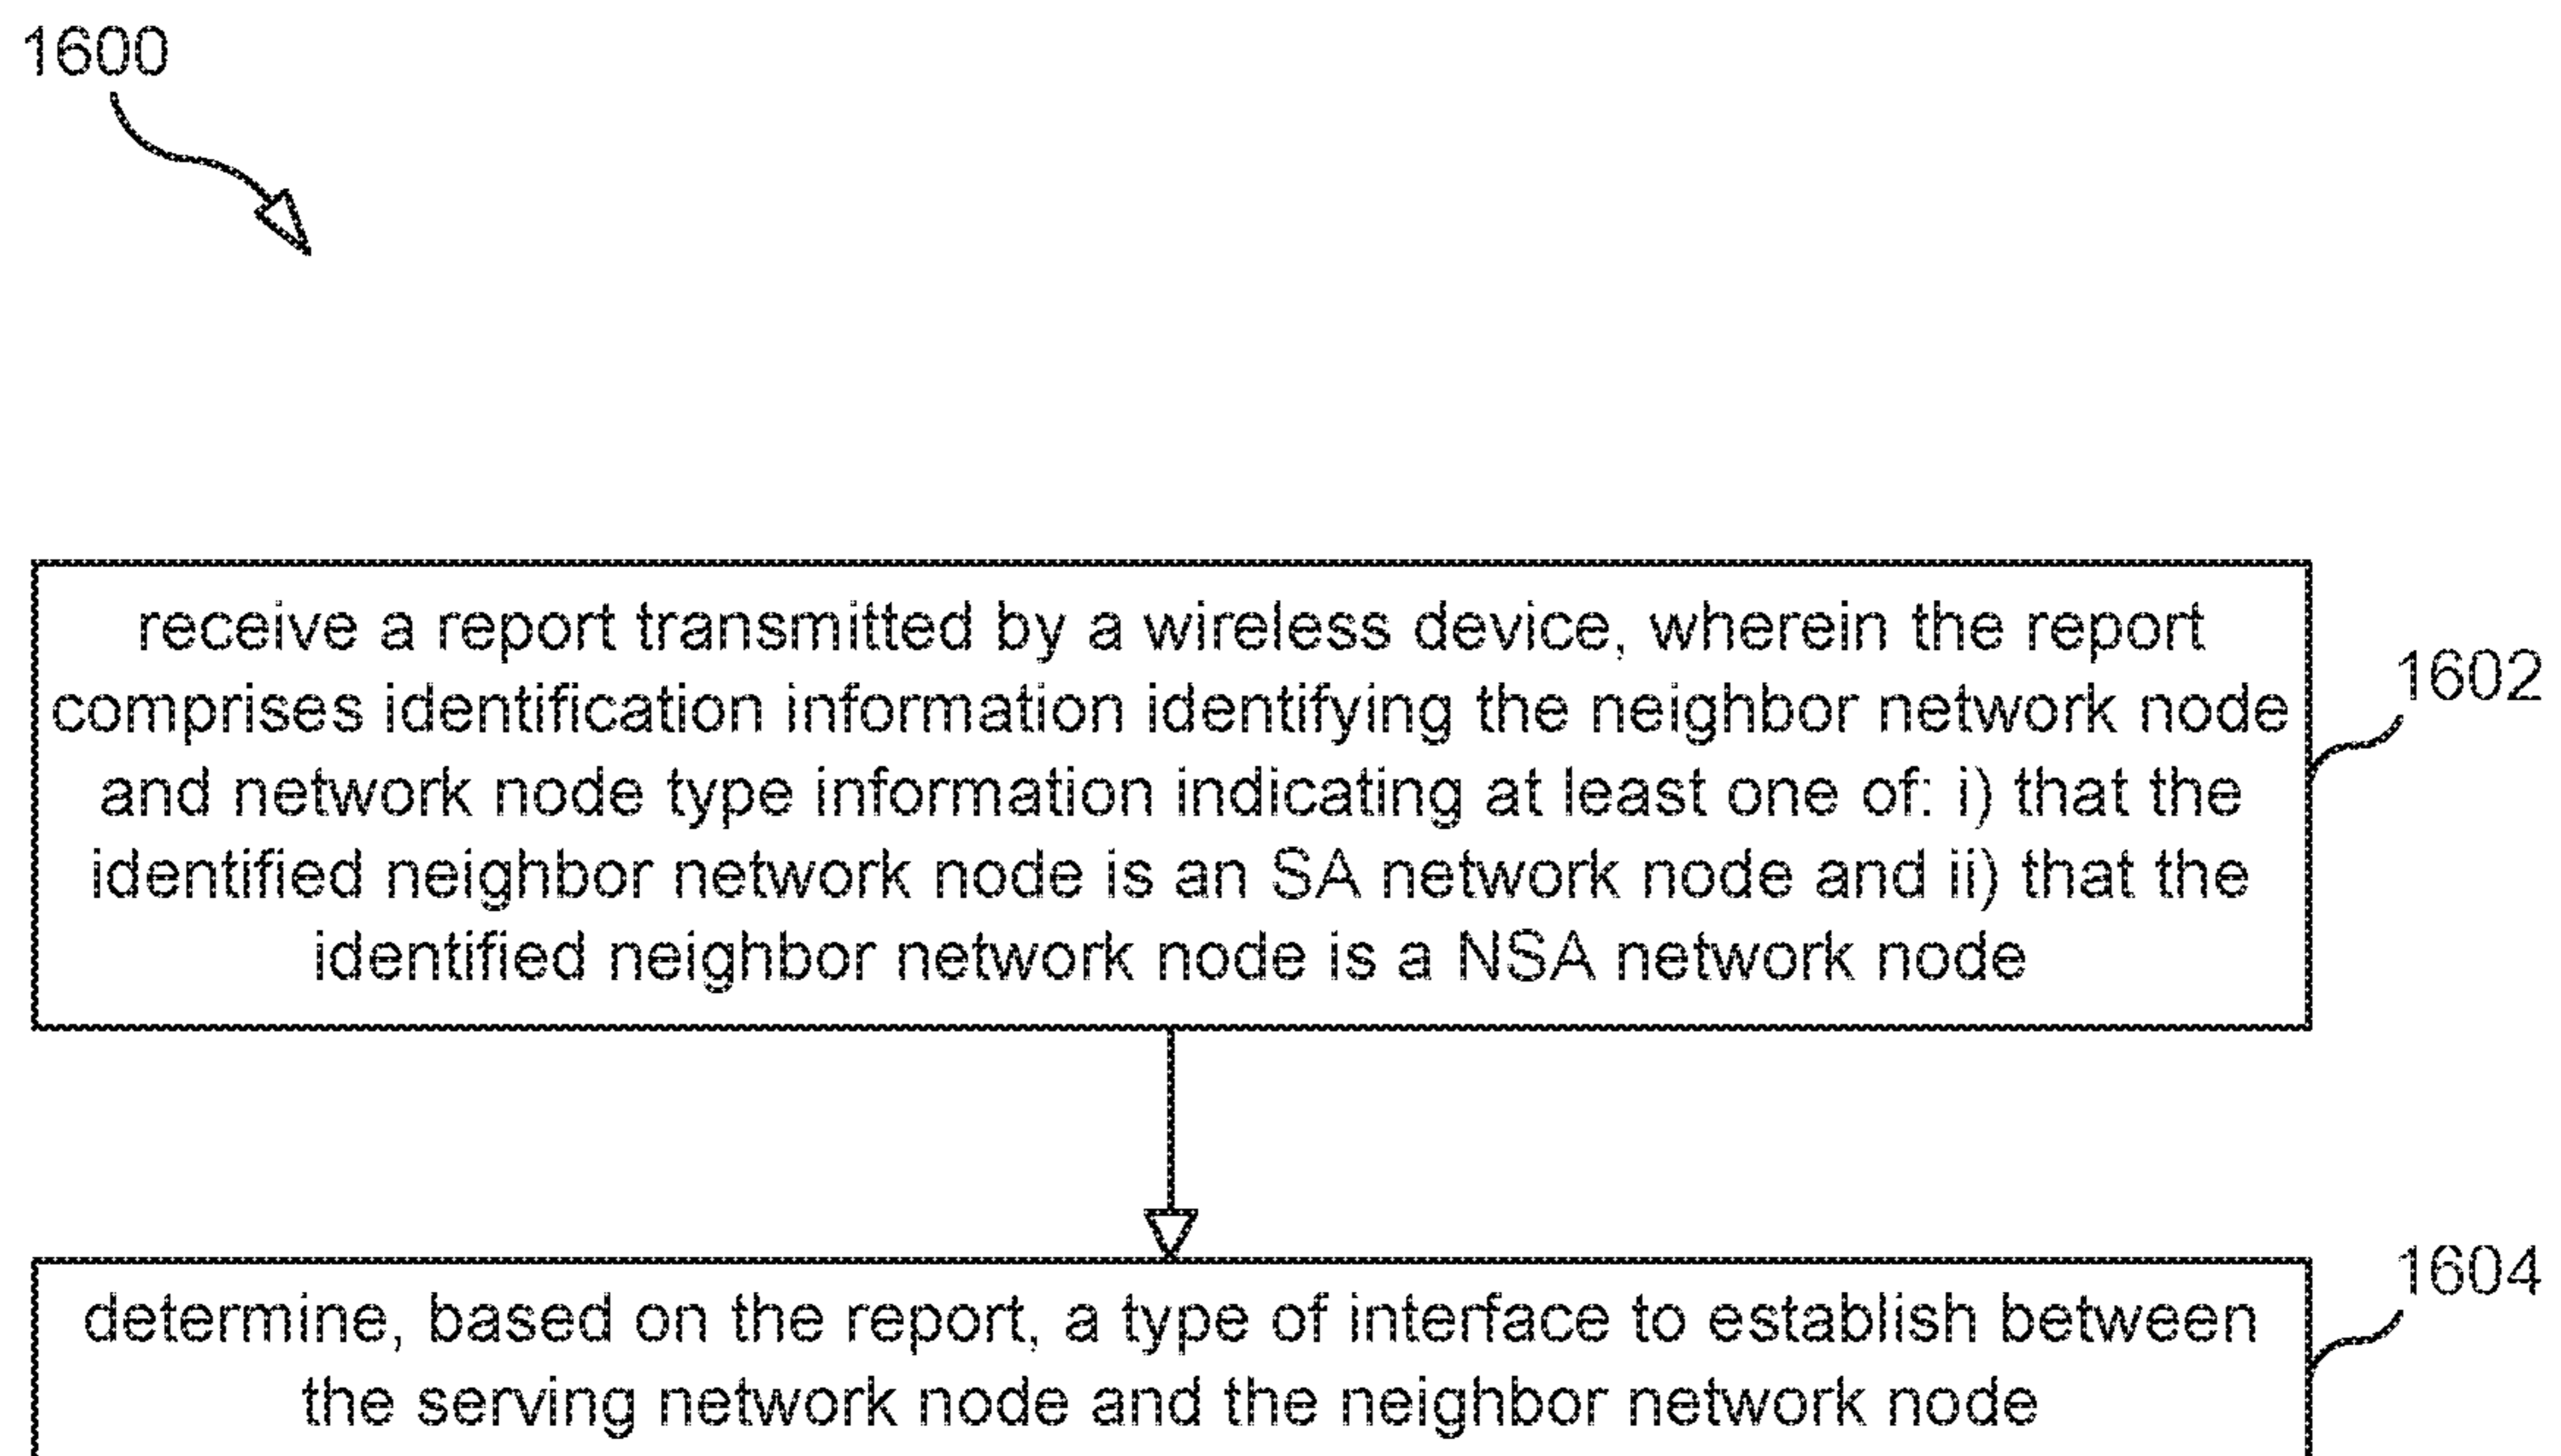 1600
receive a report transmitted by a wireless device, wherein the report
comprises identification information identifying the neighbor network node
and network node type information indicating at least one of: i) that the
identified neighbor network node is an SA network node and ii) that the
identified neighbor network node is a NSA network node
1602
determine, based on the report, a type of interface to establish between
the serving network node and the neighbor network node
1604